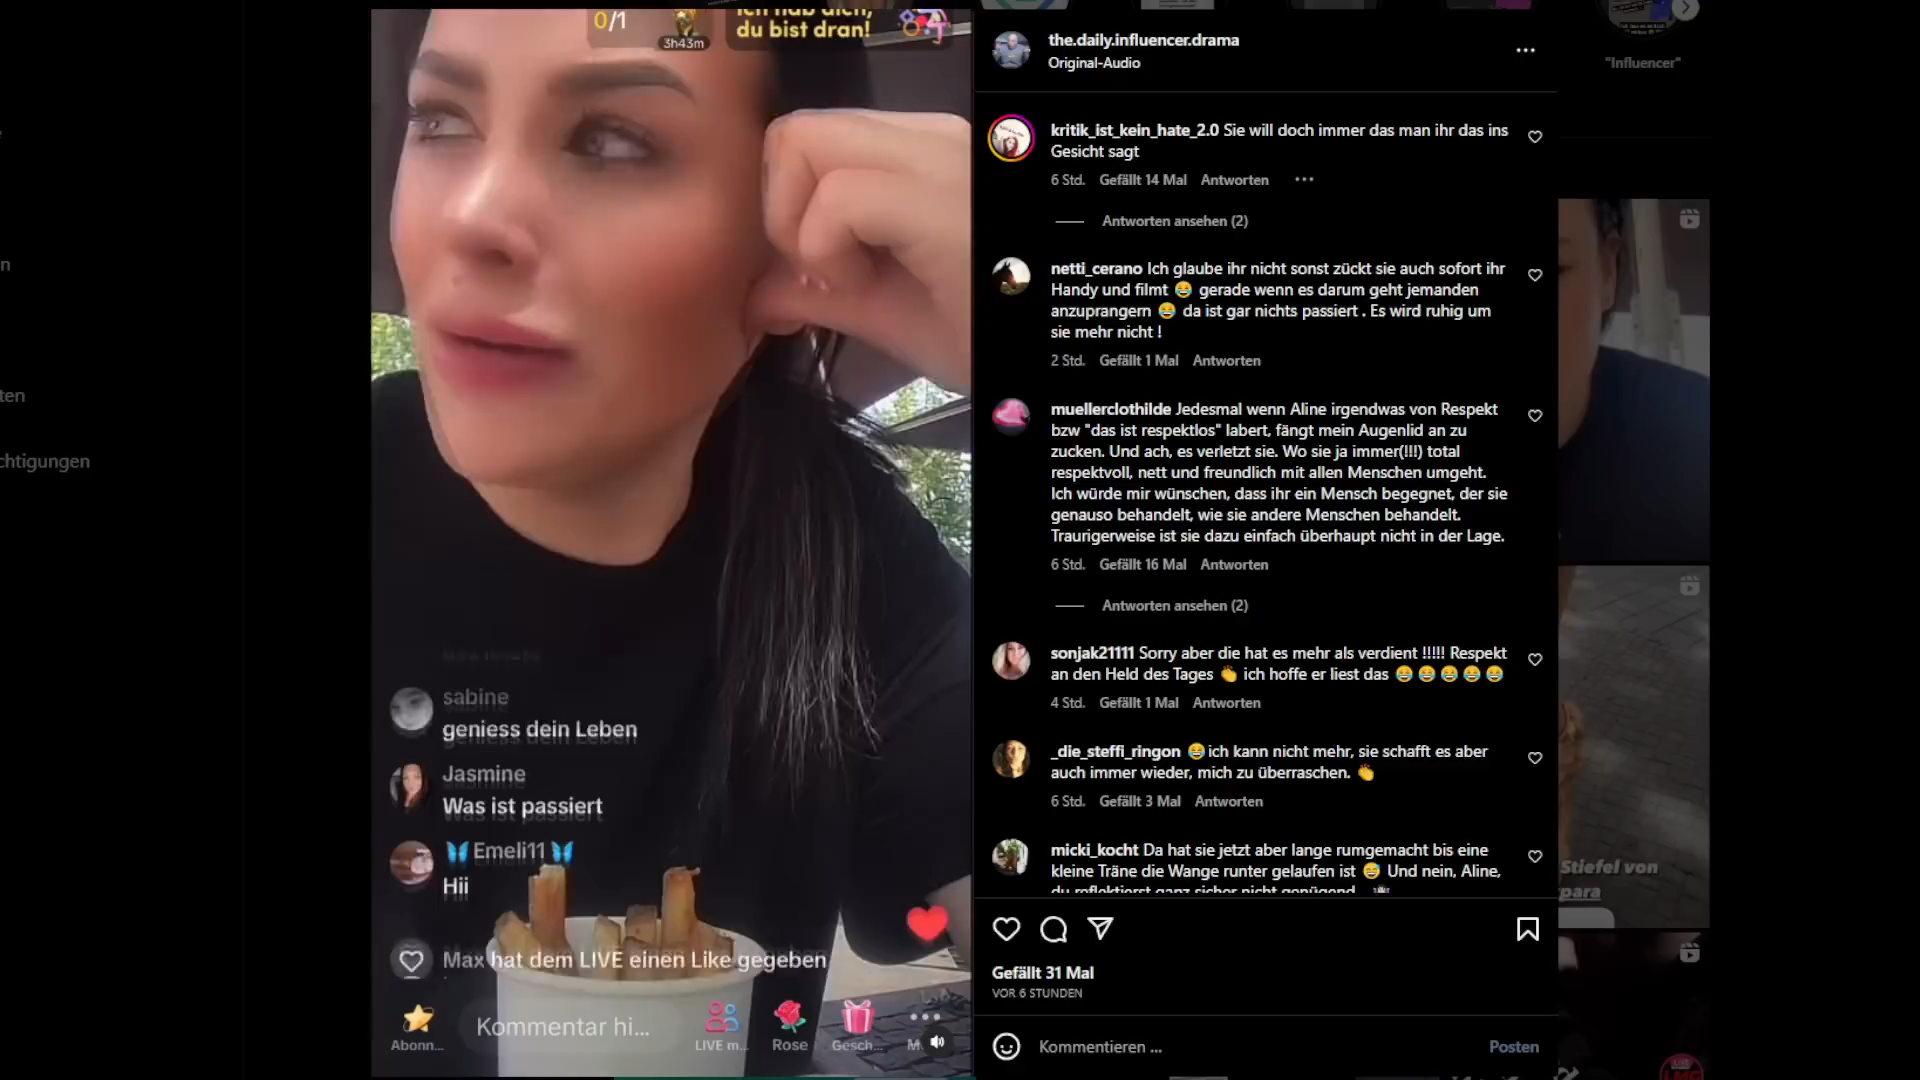 0/1
3h43m
Ich hab dich,
du bist dran!
sabine
geniess dein Leben
Jasmine
Was ist passiert
🦋Emeli11🦋
Hii
Max hat dem LIVE einen Like gegeben
Kommentar hi...
Abonn...
LIVE m...
Rose
Gesch...
the.daily.influencer.drama
Original-Audio
kritik_ist_kein_hate_2.0 Sie will doch immer das man ihr das ins
Gesicht sagt
6 Std. Gefällt 14 Mal Antworten
Antworten ansehen (2)
netti_cerano Ich glaube ihr nicht sonst zückt sie auch sofort ihr
Handy und filmt 😂 gerade wenn es darum geht jemanden
anzuprangern 😂 da ist gar nichts passiert . Es wird ruhig um
sie mehr nicht !
2 Std. Gefällt 1 Mal Antworten
muellerclothilde Jedesmal wenn Aline irgendwas von Respekt
bzw "das ist respektlos" labert, fängt mein Augenlid an zu
zucken. Und ach, es verletzt sie. Wo sie ja immer(!!!) total
respektvoll, nett und freundlich mit allen Menschen umgeht.
Ich würde mir wünschen, dass ihr ein Mensch begegnet, der sie
genauso behandelt, wie sie andere Menschen behandelt.
Traurigerweise ist sie dazu einfach überhaupt nicht in der Lage.
6 Std. Gefällt 16 Mal Antworten
Antworten ansehen (2)
sonjak21111 Sorry aber die hat es mehr als verdient !!!!! Respekt
an den Held des Tages 👏 ich hoffe er liest das 😂😂😂😂😂
4 Std. Gefällt 1 Mal Antworten
_die_steffi_ringon 😂ich kann nicht mehr, sie schafft es aber
auch immer wieder, mich zu überraschen. 👏
6 Std. Gefällt 3 Mal Antworten
micki_kocht Da hat sie jetzt aber lange rumgemacht bis eine
kleine Träne die Wange runter gelaufen ist 😅 Und nein, Aline,
du reflektierst ganz sicher nicht genügend
Gefällt 31 Mal
VOR 6 STUNDEN
Kommentieren ...
Posten
"Influencer"
Stiefel von
para
ten
chtigungen